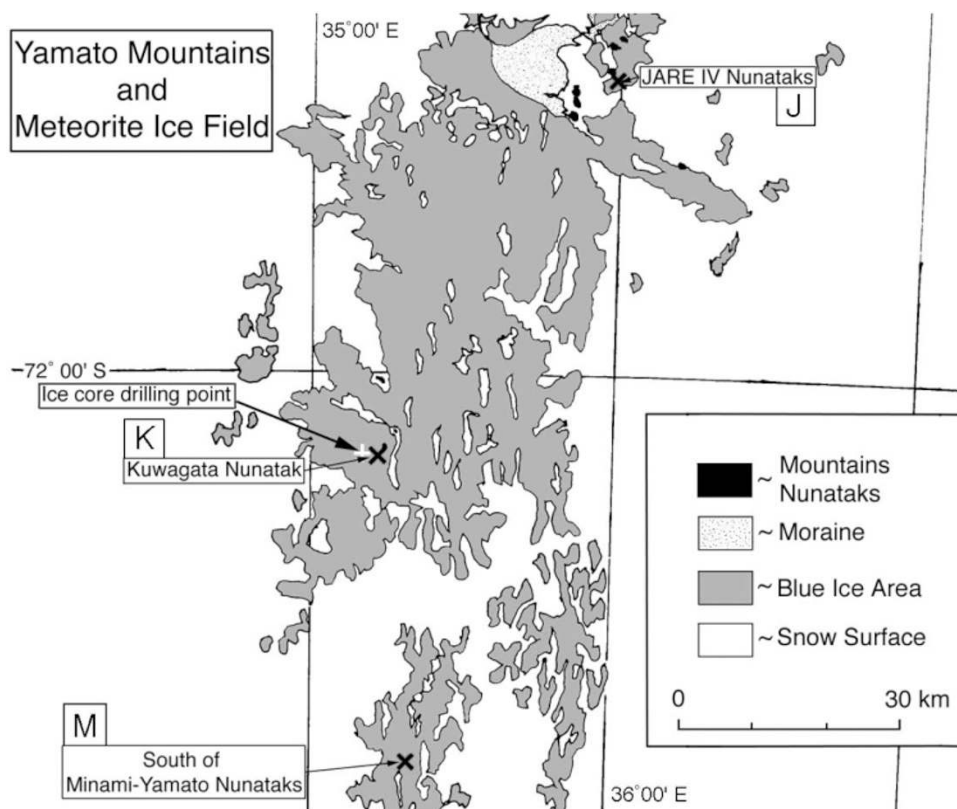 Yamato Mountains
and
Meteorite Ice Field
35°00' E
JARE IV Nunataks
J
−72° 00' S
Ice core drilling point
K
Kuwagata Nunatak
~ Mountains
Nunataks
~ Moraine
~ Blue Ice Area
~ Snow Surface
0 30 km
M
South of
Minami-Yamato Nunataks
36°00' E